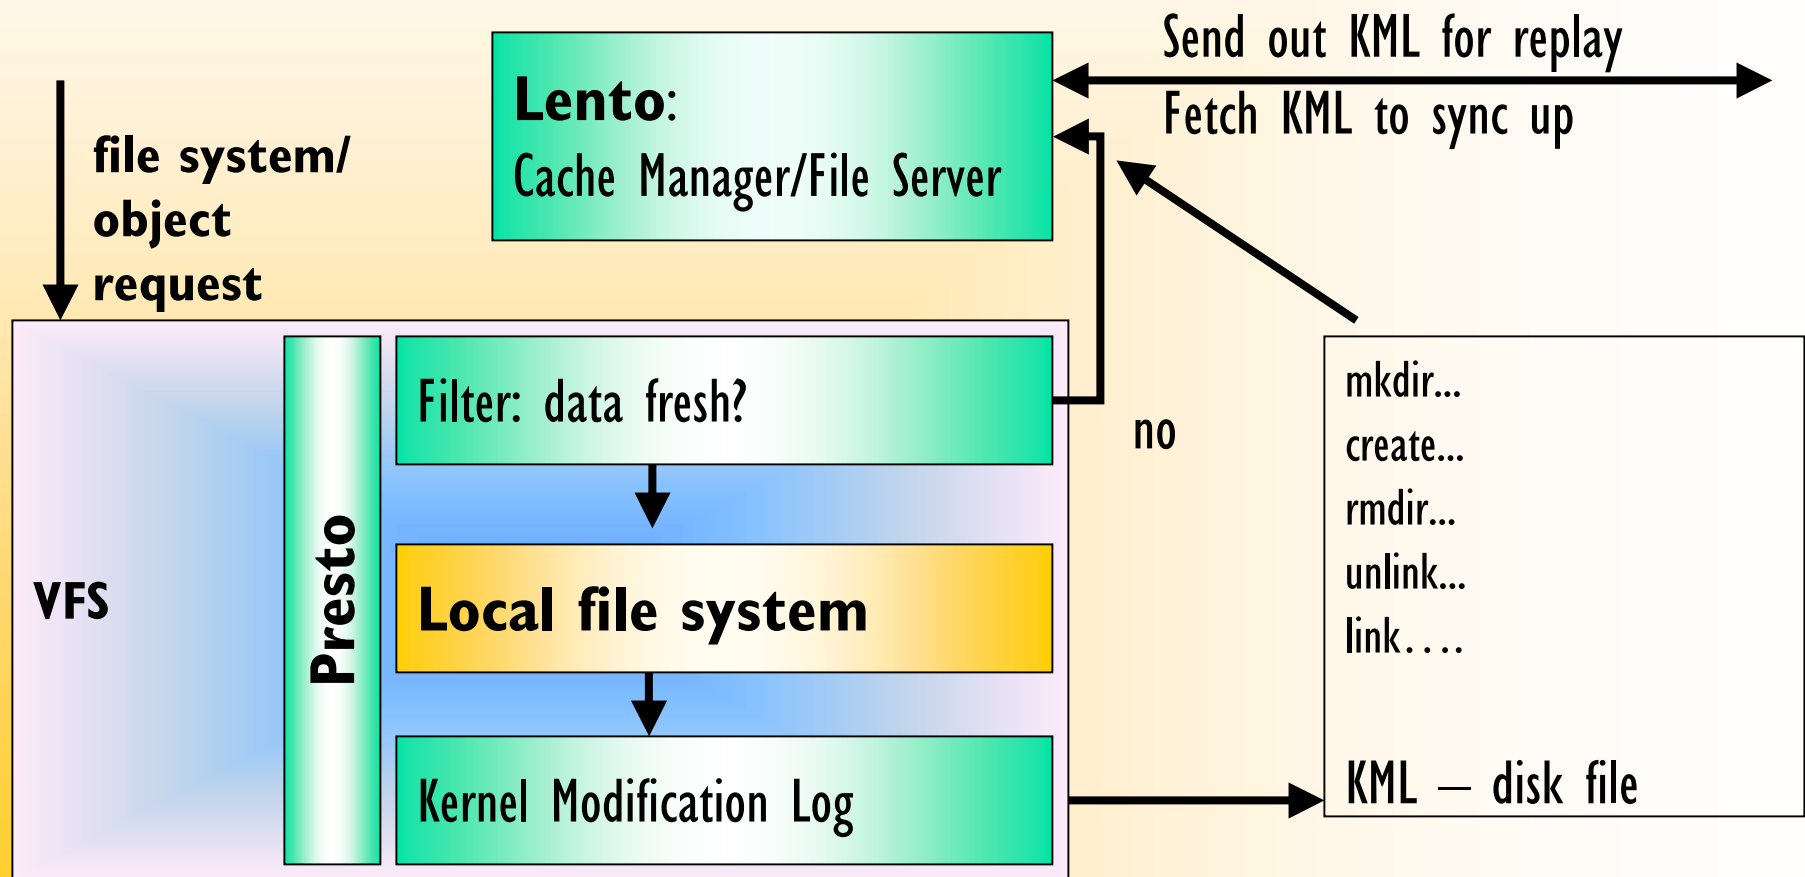 Send out KML for replay
Fetch KML to sync up
Lento:
Cache Manager/File Server
file system/
object
request
Filter: data fresh?
no
VFS
Presto
Local file system
Kernel Modification Log
mkdir...
create...
rmdir...
unlink...
link....
KML – disk file